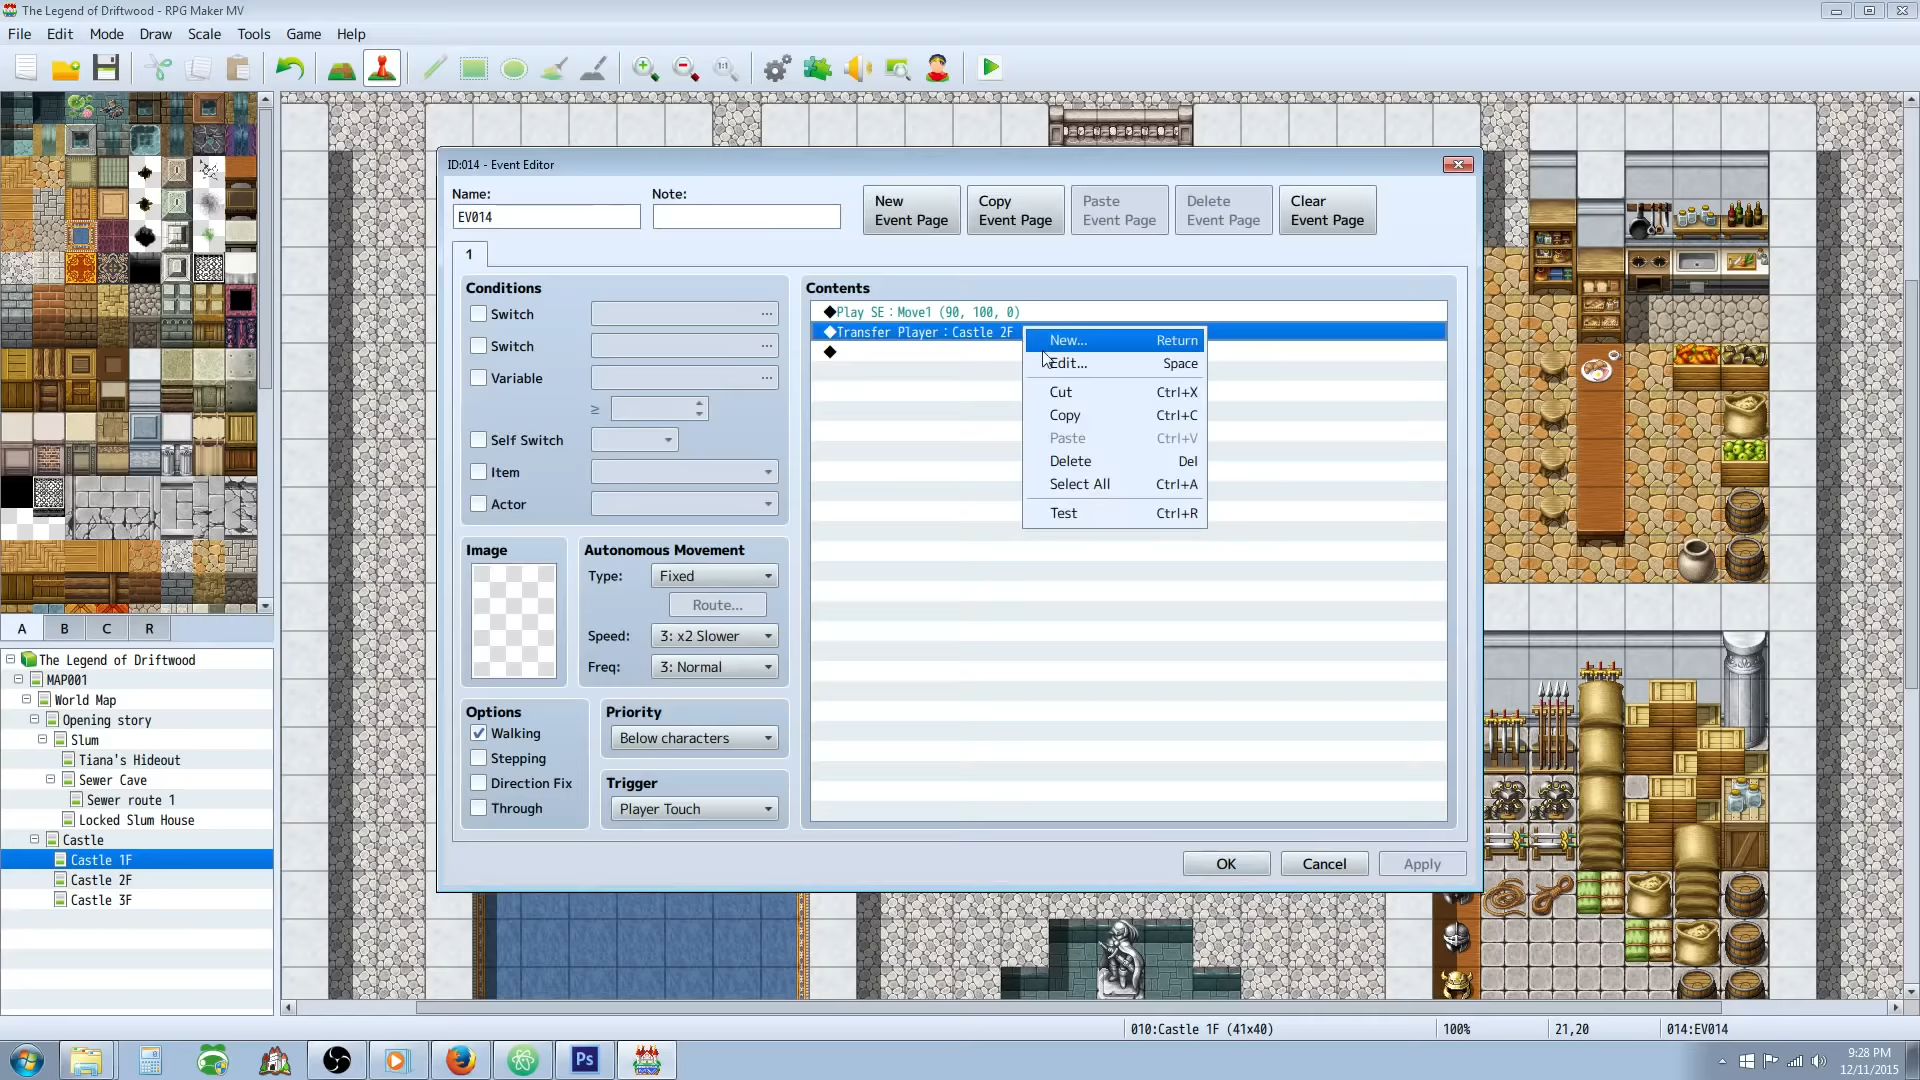 The Legend of Driftwood - RPG Maker MV
File Edit Mode Draw Scale Tools Game Help
1:1
ID:014 - Event Editor
Name:
EV014
Note:
New
Event Page
Copy
Event Page
Paste
Event Page
Delete
Event Page
Clear
Event Page
1
Conditions
Switch ...
Switch ...
Variable ...
≥
Self Switch
Item
Actor
Image
Autonomous Movement
Type: Fixed
Route...
Speed: 3: x2 Slower
Freq: 3: Normal
Options
Walking
Stepping
Direction Fix
Through
Priority
Below characters
Trigger
Player Touch
Contents
◆Play SE：Move1 (90, 100, 0)
◆Transfer Player：Castle 2F
◆
New... Return
Edit... Space
Cut Ctrl+X
Copy Ctrl+C
Paste Ctrl+V
Delete Del
Select All Ctrl+A
Test Ctrl+R
OK Cancel Apply
A B C R
The Legend of Driftwood
MAP001
World Map
Opening story
Slum
Tiana's Hideout
Sewer Cave
Sewer route 1
Locked Slum House
Castle
Castle 1F
Castle 2F
Castle 3F
010:Castle 1F (41x40) 100% 21,20 014:EV014
Ps
9:28 PM
12/11/2015